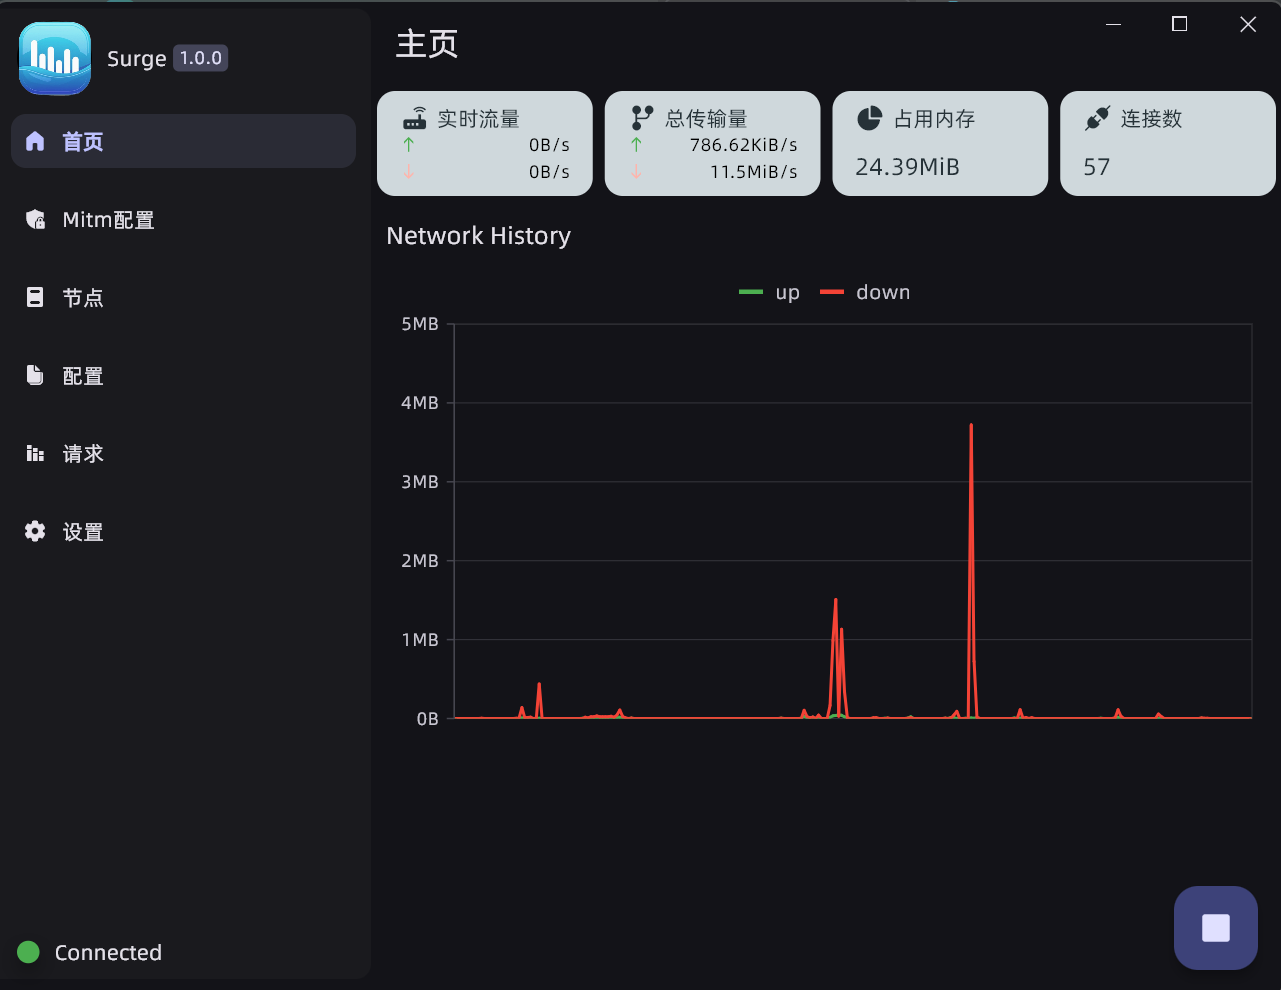 Surge 1.0.0
首页
Mitm配置
节点
配置
请求
设置
Connected
主页
实时流量
↑ 0B/s
↓ 0B/s
总传输量
↑ 786.62KiB/s
↓ 11.5MiB/s
占用内存
24.39MiB
连接数
57
Network History
up down
5MB
4MB
3MB
2MB
1MB
0B